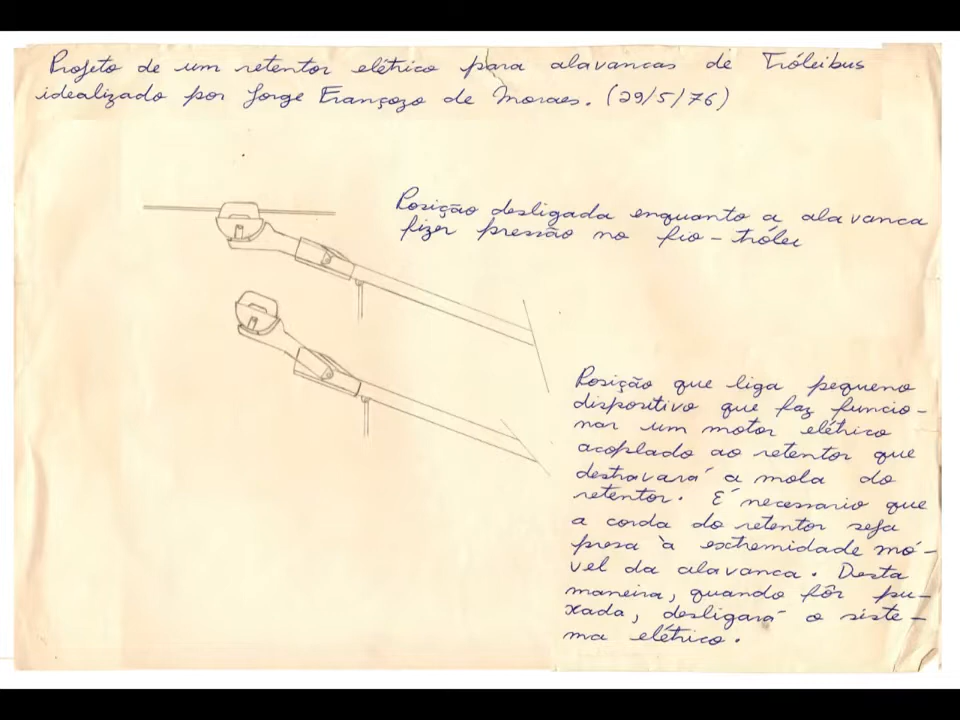 Projeto de um retentor elétrico para alavancas de Tróleibus
idealizado por Jorge Françozo de Moraes. (29/5/76)
Posição desligada enquanto a alavanca
fizer pressão no fio-trólei
Posição que liga pequeno
dispositivo que faz funcio-
nar um motor elétrico
acoplado ao retentor que
destravará a mola do
retentor. É necessario que
a corda do retentor seja
presa à extremidade mó-
vel da alavanca. Desta
maneira, quando fôr pu-
xada, desligará o siste-
ma elétrico.